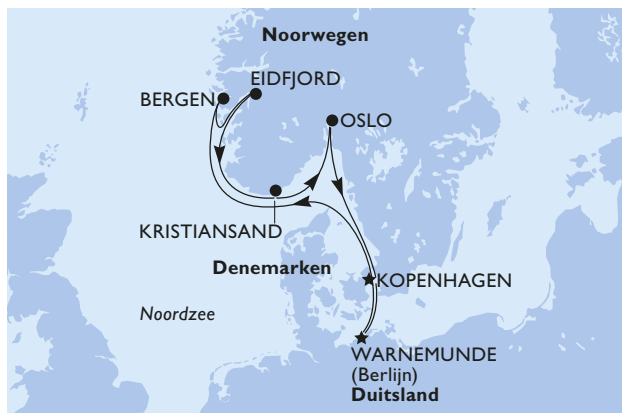 Noorwegen
EIDFJORD
BERGEN
OSLO
KRISTIANSAND
Denemarken
KOPENHAGEN
Noordzee
WARNEMUNDE
(Berlijn)
Duitsland